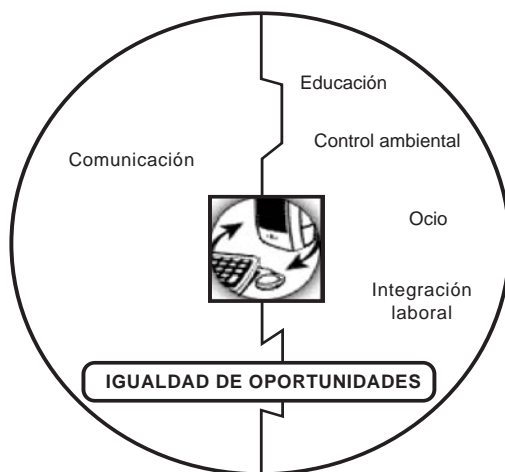 Educación
Control ambiental
Comunicación
Ocio
Integración
laboral
IGUALDAD DE OPORTUNIDADES